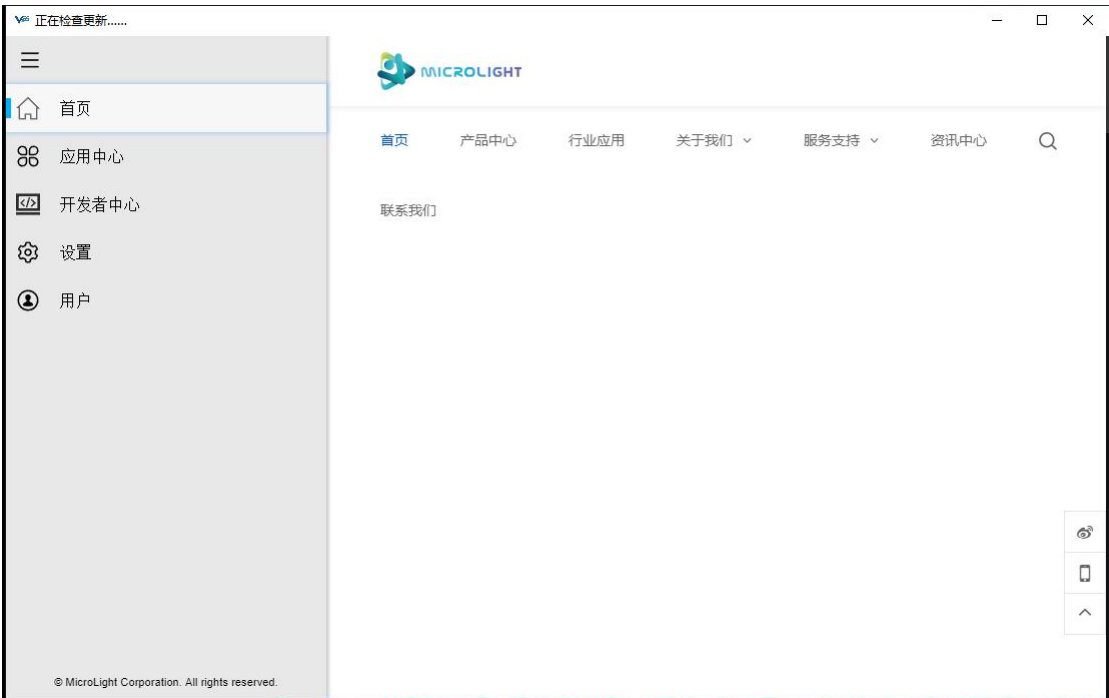 正在检查更新......
首页
应用中心
开发者中心
设置
用户
© MicroLight Corporation. All rights reserved.
MICROLIGHT
首页 产品中心 行业应用 关于我们 服务支持 资讯中心
联系我们